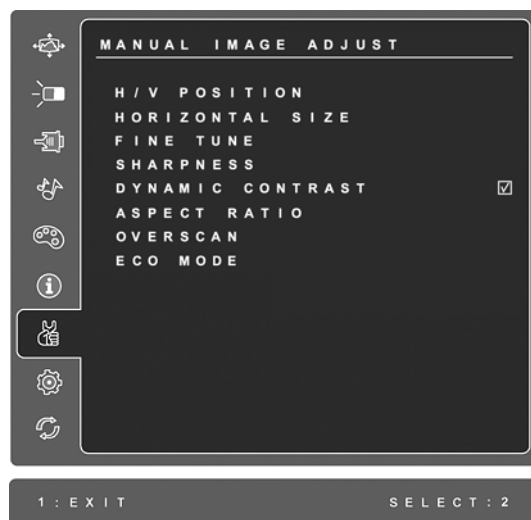 MANUAL IMAGE ADJUST
H/V POSITION
HORIZONTAL SIZE
FINE TUNE
SHARPNESS
DYNAMIC CONTRAST
ASPECT RATIO
OVERSCAN
ECO MODE
1:EXIT SELECT:2